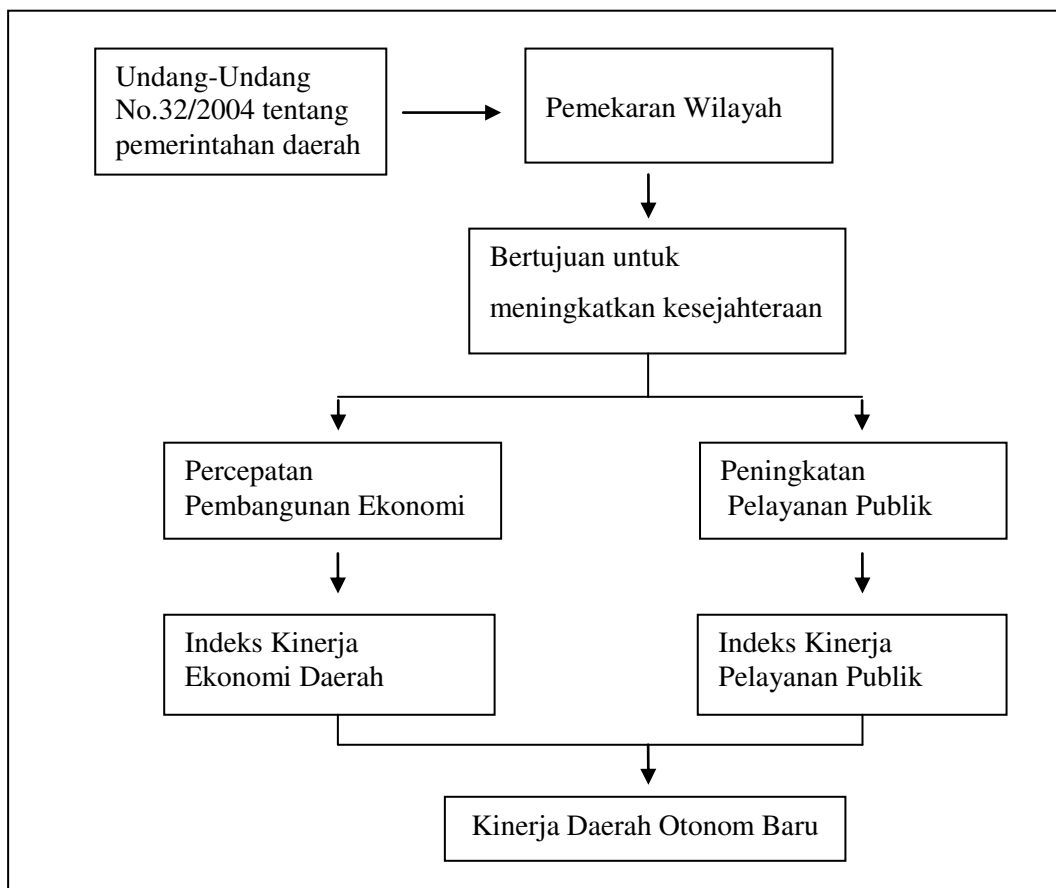 Undang-Undang
No.32/2004 tentang
pemerintahan daerah
Pemekaran Wilayah
Bertujuan untuk
meningkatkan kesejahteraan
Percepatan
Pembangunan Ekonomi
Peningkatan
Pelayanan Publik
Indeks Kinerja
Ekonomi Daerah
Indeks Kinerja
Pelayanan Publik
Kinerja Daerah Otonom Baru